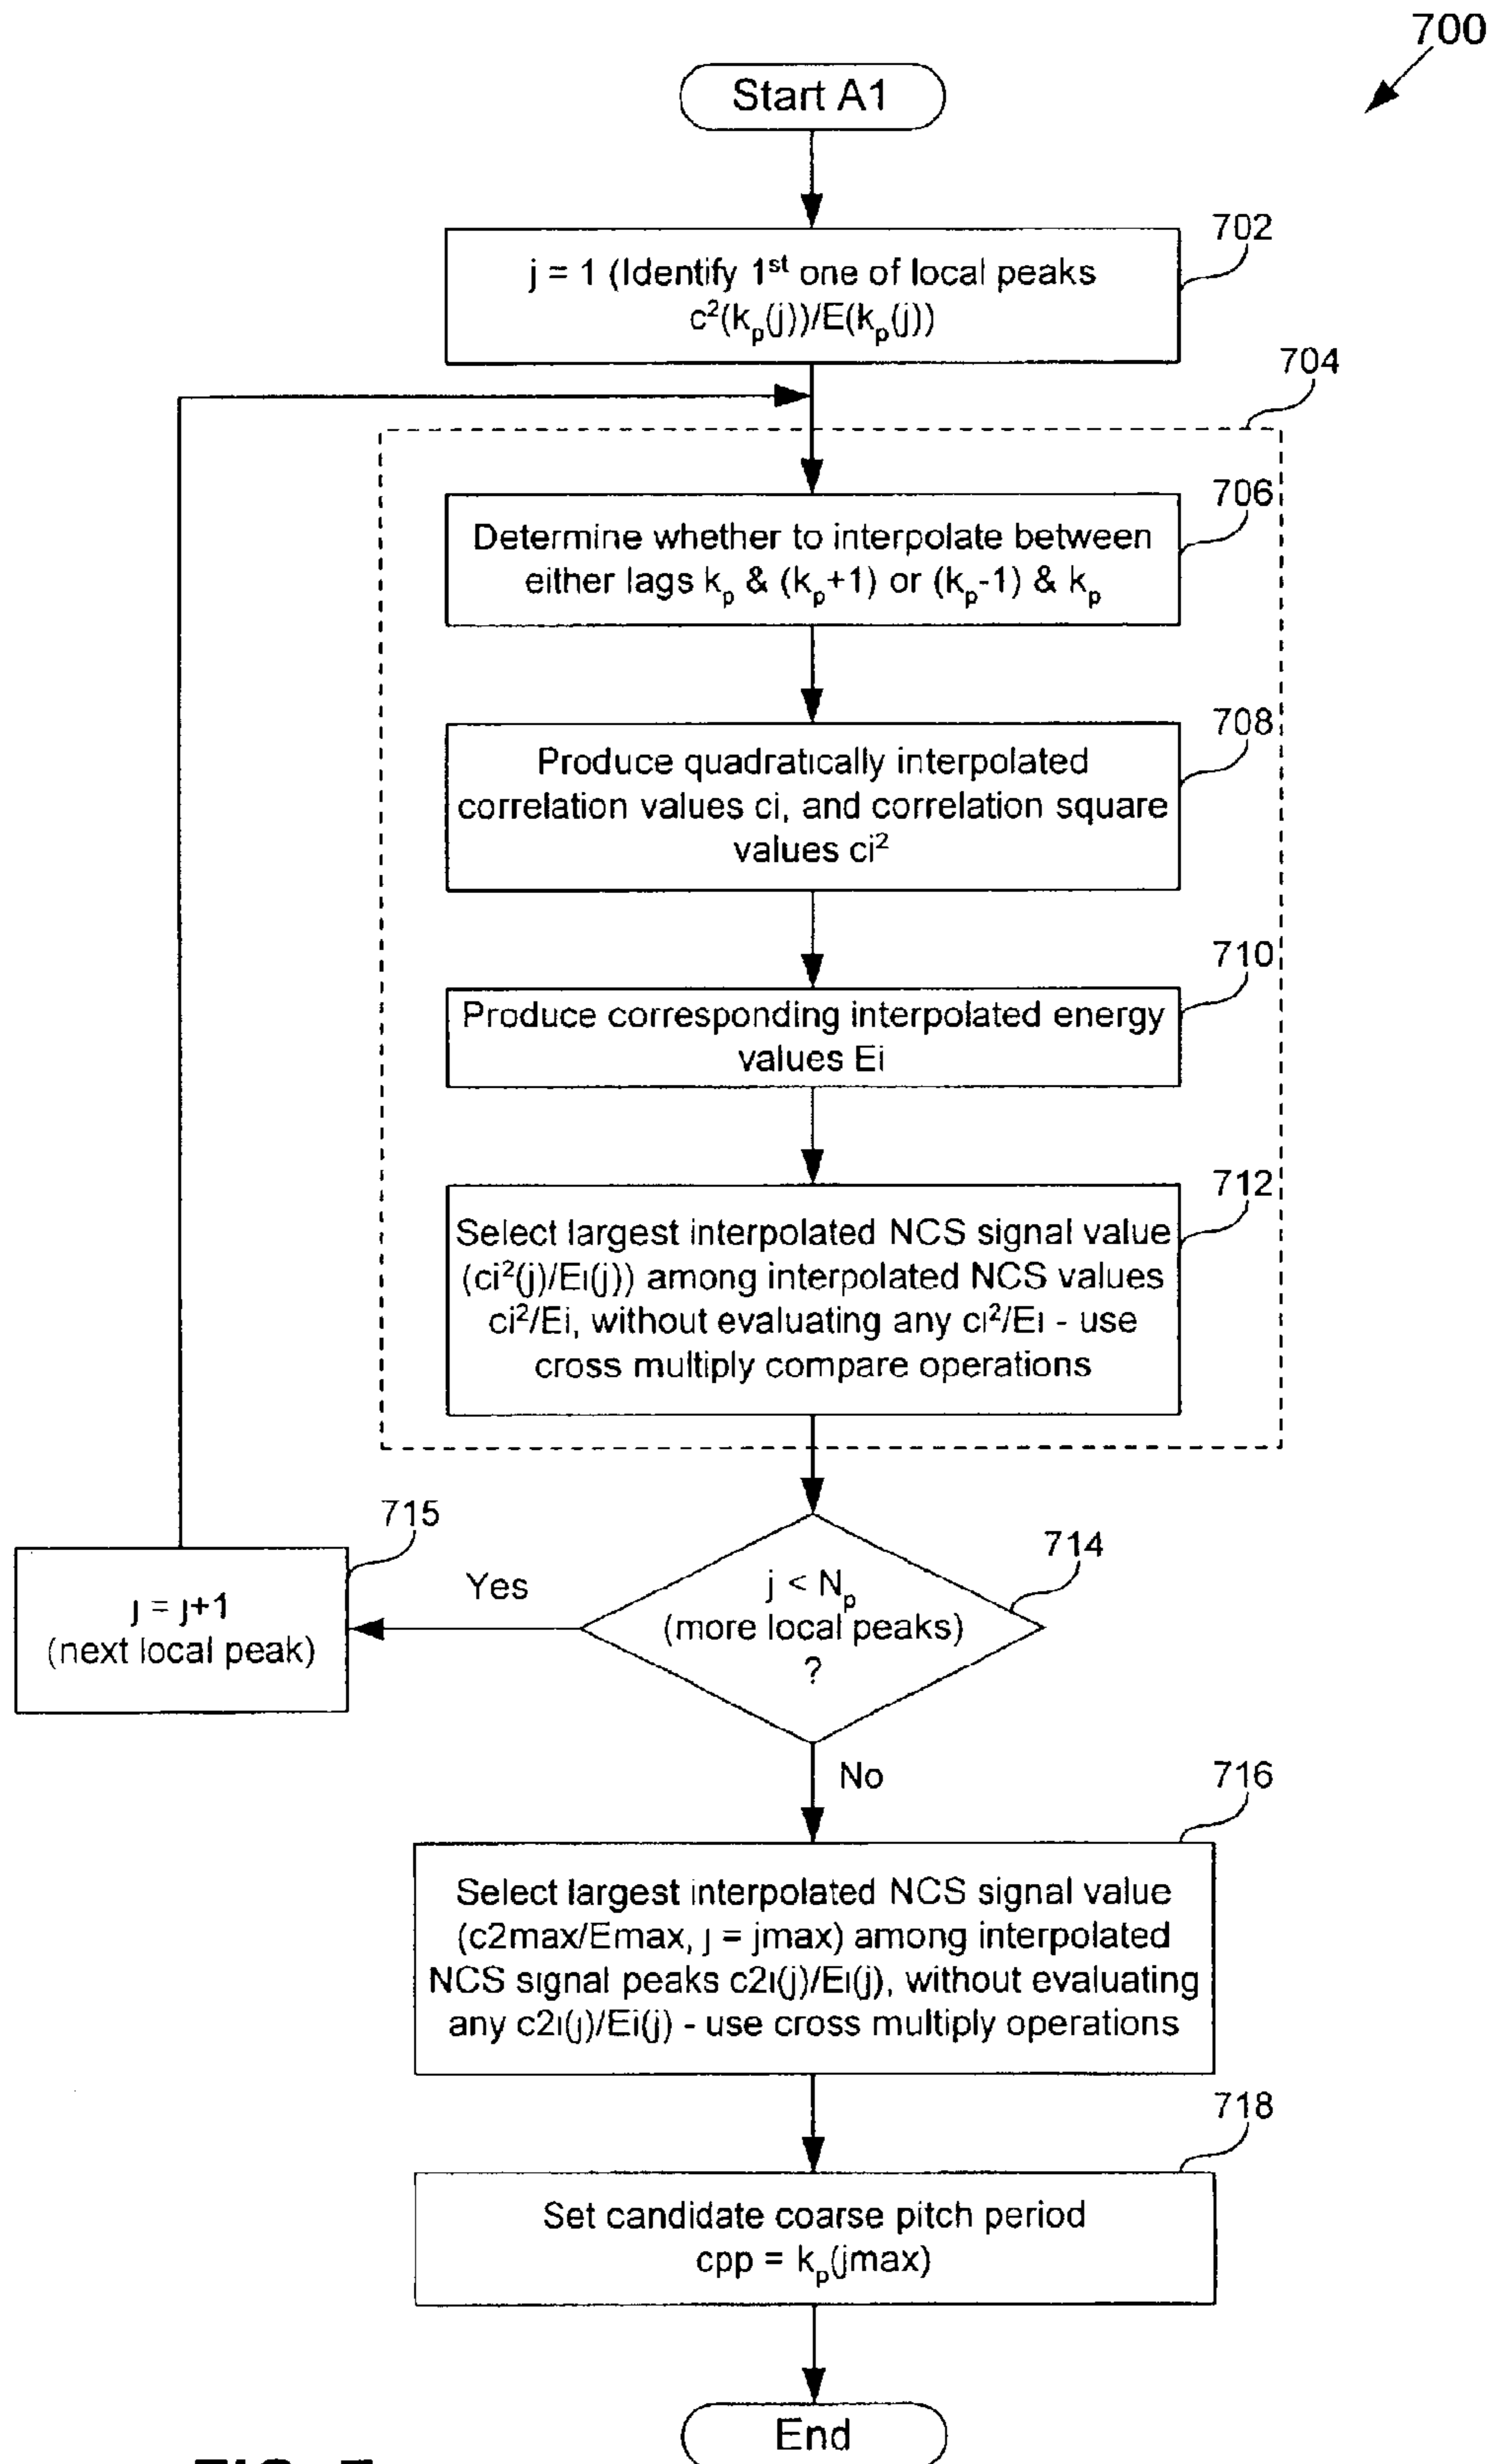 700
Start A1
702
j = 1 (Identify 1st one of local peaks
c²(kp(j))/E(kp(j))
704
706
Determine whether to interpolate between
either lags kp & (kp+1) or (kp-1) & kp
708
Produce quadratically interpolated
correlation values ci, and correlation square
values ci²
710
Produce corresponding interpolated energy
values Ei
712
Select largest interpolated NCS signal value
(ci²(j)/Ei(j)) among interpolated NCS values
ci²/Ei, without evaluating any ci²/Ei - use
cross multiply compare operations
715
j = j+1
(next local peak)
Yes
714
j < Np
(more local peaks)
?
No
716
Select largest interpolated NCS signal value
(c2max/Emax, j = jmax) among interpolated
NCS signal peaks c2i(j)/Ei(j), without evaluating
any c2i(j)/Ei(j) - use cross multiply operations
718
Set candidate coarse pitch period
cpp = kp(jmax)
End